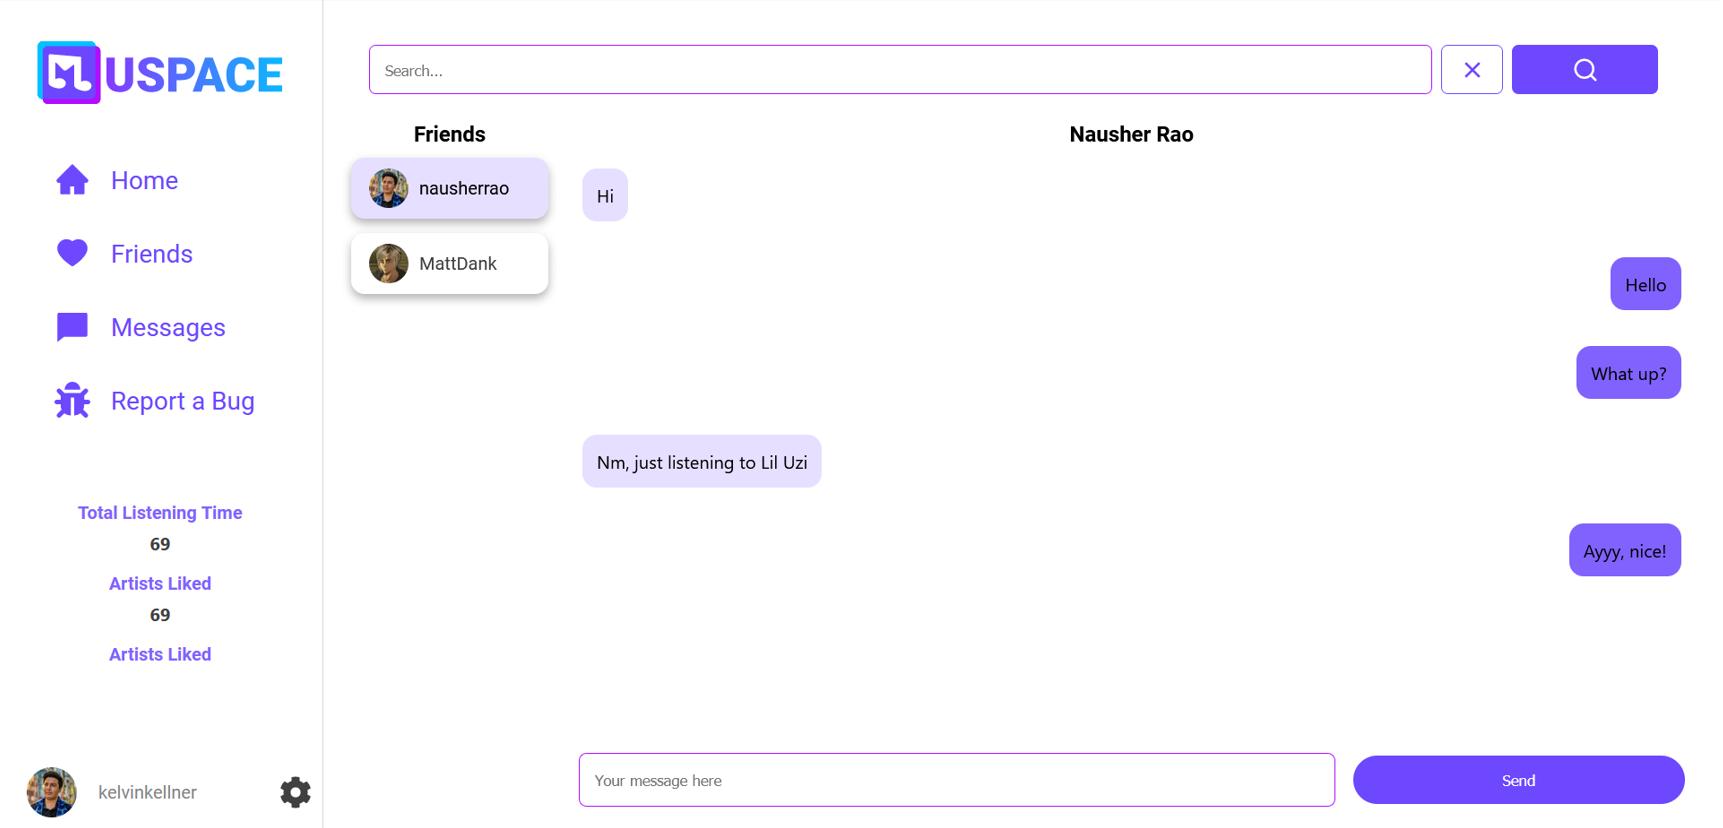 MUSPACE
Home
Friends
Messages
Report a Bug
Total Listening Time
69
Artists Liked
69
Artists Liked
kelvinkellner
Search...
Friends
nausherrao
MattDank
Nausher Rao
Hi
Hello
What up?
Nm, just listening to Lil Uzi
Ayyy, nice!
Your message here
Send